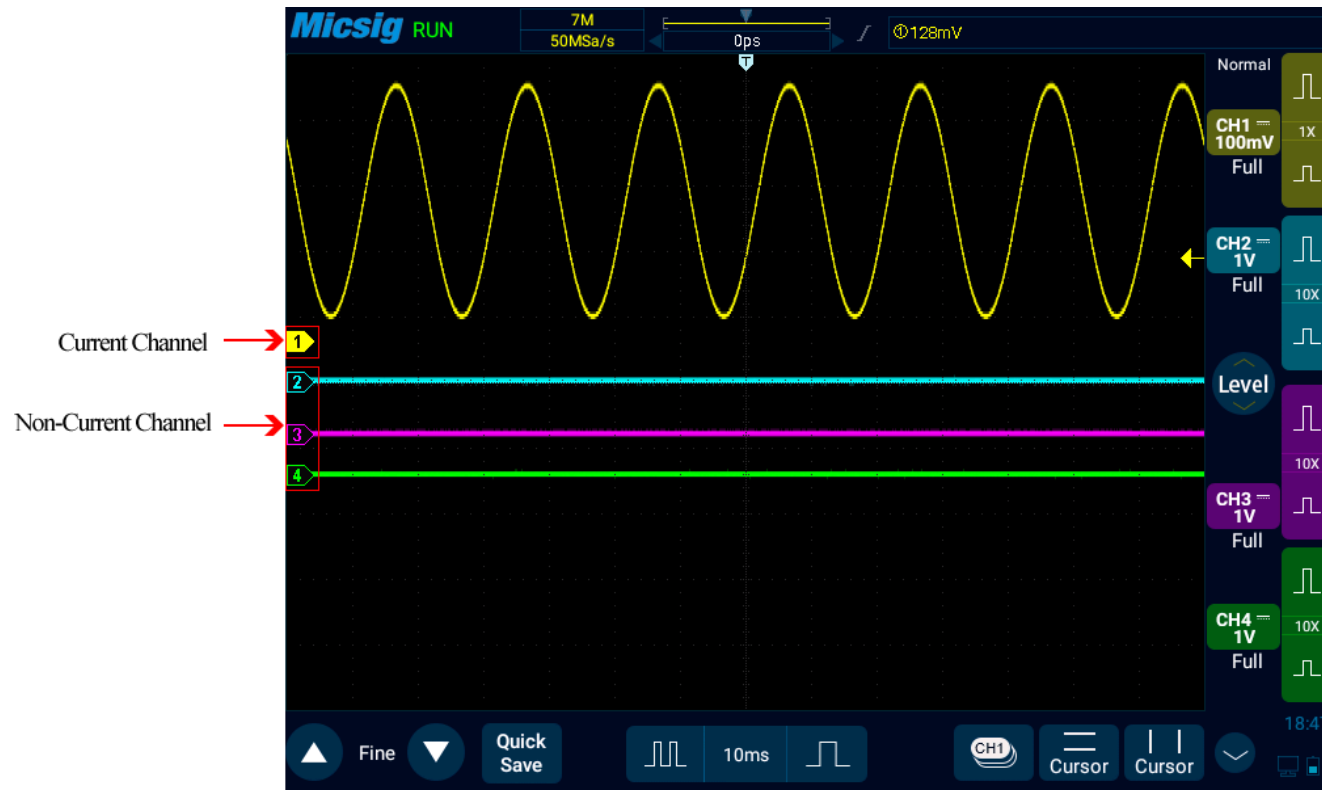 Micsig RUN
7M
50MSa/s
0ps
①128mV
T
Normal
CH1
100mV
Full
1X
CH2
1V
Full
10X
Level
CH3
1V
Full
10X
CH4
1V
Full
10X
Current Channel
1
2
Non-Current Channel
3
4
Fine
Quick
Save
10ms
CH1
Cursor
Cursor